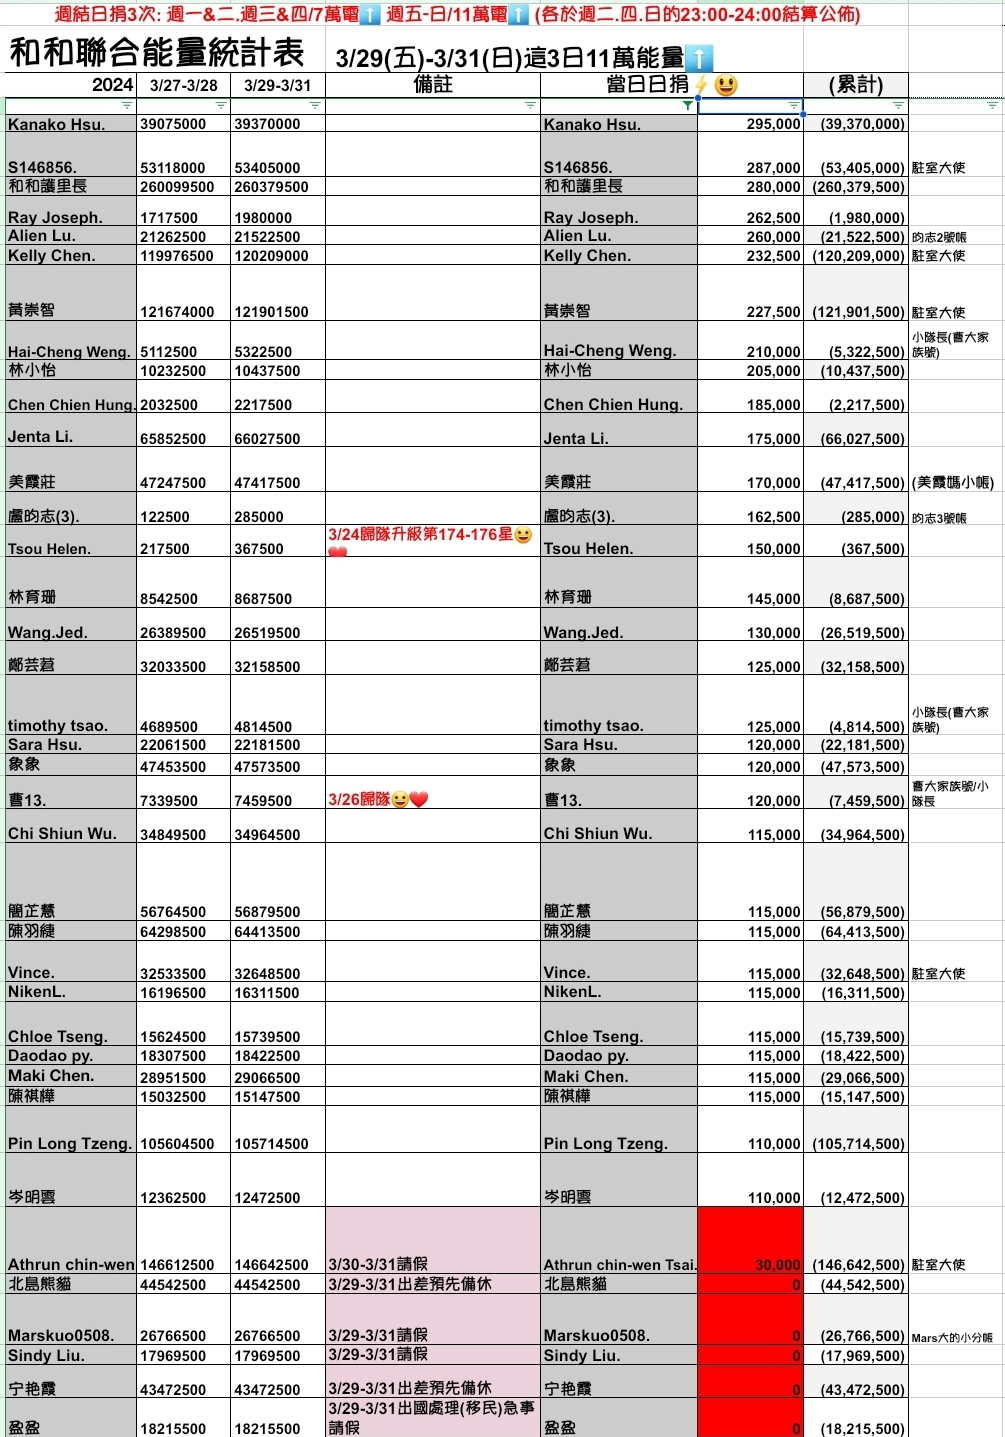 週結日捐3次: 週一&二.週三&四/7萬電⬆️ 週五-日/11萬電⬆️ (各於週二.四.日的23:00-24:00結算公佈)
和和聯合能量統計表 3/29(五)-3/31(日)這3日11萬能量⬆️
2024 3/27-3/28 3/29-3/31 備註 當日日捐⚡😃 (累計)
Kanako Hsu. 39075000 39370000 Kanako Hsu. 295,000 (39,370,000)
S146856. 53118000 53405000 S146856. 287,000 (53,405,000) 駐室大使
和和護里長 260099500 260379500 和和護里長 280,000 (260,379,500)
Ray Joseph. 1717500 1980000 Ray Joseph. 262,500 (1,980,000)
Alien Lu. 21262500 21522500 Alien Lu. 260,000 (21,522,500) 昀志2號帳
Kelly Chen. 119976500 120209000 Kelly Chen. 232,500 (120,209,000) 駐室大使
黃崇智 121674000 121901500 黃崇智 227,500 (121,901,500) 駐室大使
Hai-Cheng Weng. 5112500 5322500 Hai-Cheng Weng. 210,000 (5,322,500) 小隊長(曹大家
族號)
林小怡 10232500 10437500 林小怡 205,000 (10,437,500)
Chen Chien Hung. 2032500 2217500 Chen Chien Hung. 185,000 (2,217,500)
Jenta Li. 65852500 66027500 Jenta Li. 175,000 (66,027,500)
美霞莊 47247500 47417500 美霞莊 170,000 (47,417,500) (美霞媽小帳)
盧昀志(3). 122500 285000 盧昀志(3). 162,500 (285,000) 昀志3號帳
Tsou Helen. 217500 367500 3/24歸隊升級第174-176星😀
❤️ Tsou Helen. 150,000 (367,500)
林育珊 8542500 8687500 林育珊 145,000 (8,687,500)
Wang.Jed. 26389500 26519500 Wang.Jed. 130,000 (26,519,500)
鄭芸莙 32033500 32158500 鄭芸莙 125,000 (32,158,500)
timothy tsao. 4689500 4814500 timothy tsao. 125,000 (4,814,500) 小隊長(曹大家
族號)
Sara Hsu. 22061500 22181500 Sara Hsu. 120,000 (22,181,500)
象象 47453500 47573500 象象 120,000 (47,573,500)
曹13. 7339500 7459500 3/26歸隊😀❤️ 曹13. 120,000 (7,459,500) 曹大家族號/小
隊長
Chi Shiun Wu. 34849500 34964500 Chi Shiun Wu. 115,000 (34,964,500)
簡芷慧 56764500 56879500 簡芷慧 115,000 (56,879,500)
陳羽緁 64298500 64413500 陳羽緁 115,000 (64,413,500)
Vince. 32533500 32648500 Vince. 115,000 (32,648,500) 駐室大使
NikenL. 16196500 16311500 NikenL. 115,000 (16,311,500)
Chloe Tseng. 15624500 15739500 Chloe Tseng. 115,000 (15,739,500)
Daodao py. 18307500 18422500 Daodao py. 115,000 (18,422,500)
Maki Chen. 28951500 29066500 Maki Chen. 115,000 (29,066,500)
陳祺樺 15032500 15147500 陳祺樺 115,000 (15,147,500)
Pin Long Tzeng. 105604500 105714500 Pin Long Tzeng. 110,000 (105,714,500)
岑明雲 12362500 12472500 岑明雲 110,000 (12,472,500)
Athrun chin-wen 146612500 146642500 3/30-3/31請假 Athrun chin-wen Tsai. 30,000 (146,642,500) 駐室大使
北島熊貓 44542500 44542500 3/29-3/31出差預先備休 北島熊貓 0 (44,542,500)
Marskuo0508. 26766500 26766500 3/29-3/31請假 Marskuo0508. 0 (26,766,500) Mars大的小分帳
Sindy Liu. 17969500 17969500 3/29-3/31請假 Sindy Liu. 0 (17,969,500)
宁艳霞 43472500 43472500 3/29-3/31出差預先備休 宁艳霞 0 (43,472,500)
盈盈 18215500 18215500 3/29-3/31出國處理(移民)急事
請假 盈盈 0 (18,215,500)